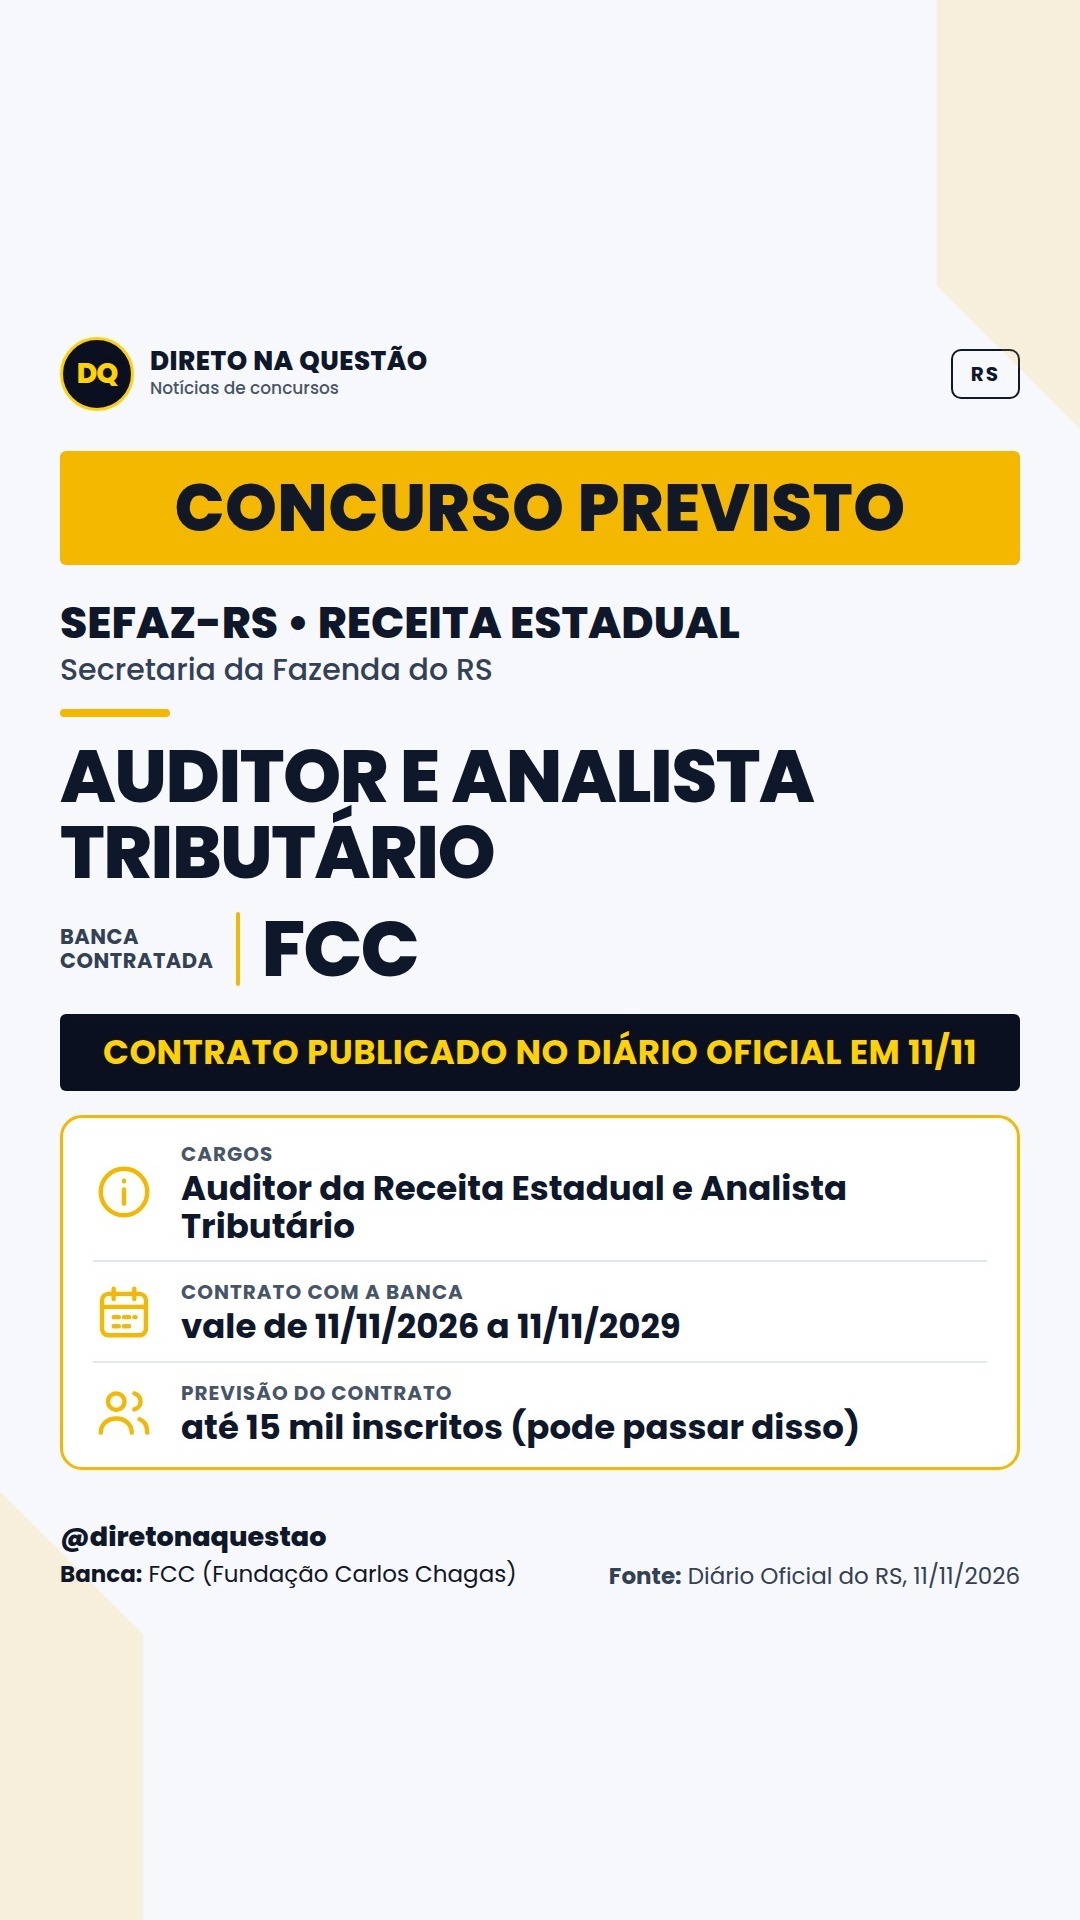 DQ
DIRETO NA QUESTÃO
Notícias de concursos
RS
CONCURSO PREVISTO
SEFAZ-RS • RECEITA ESTADUAL
Secretaria da Fazenda do RS
AUDITOR E ANALISTA
TRIBUTÁRIO
BANCA
CONTRATADA
FCC
CONTRATO PUBLICADO NO DIÁRIO OFICIAL EM 11/11
CARGOS
Auditor da Receita Estadual e Analista
Tributário
CONTRATO COM A BANCA
vale de 11/11/2026 a 11/11/2029
PREVISÃO DO CONTRATO
até 15 mil inscritos (pode passar disso)
@diretonaquestao
Banca: FCC (Fundação Carlos Chagas)
Fonte: Diário Oficial do RS, 11/11/2026